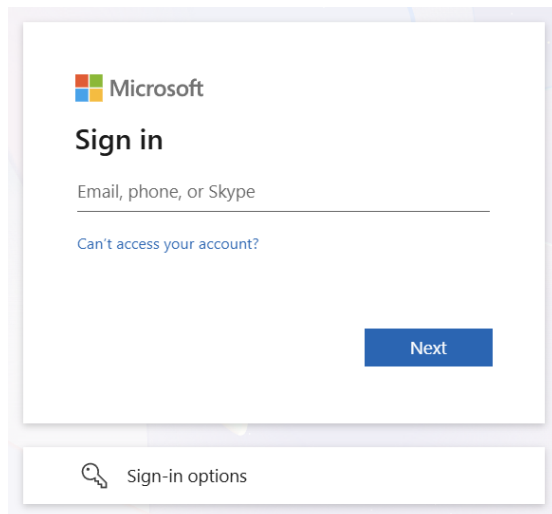 Microsoft
Sign in
Email, phone, or Skype
Can't access your account?
Next
Sign-in options